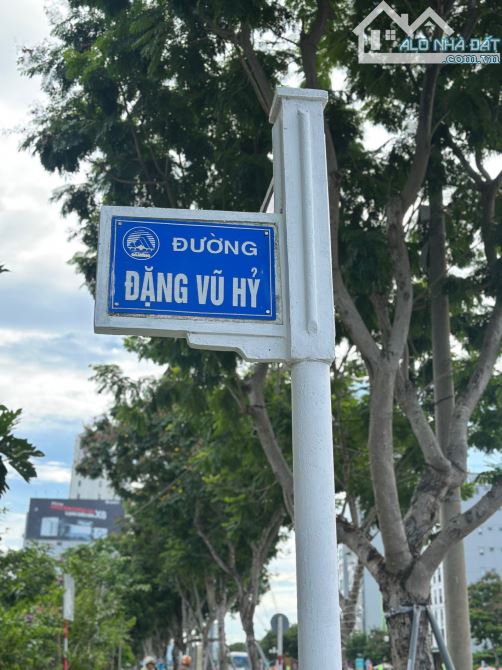 ALO NHÀ ĐẤT
.com.vn
ĐƯỜNG
ĐẶNG VŨ HỶ